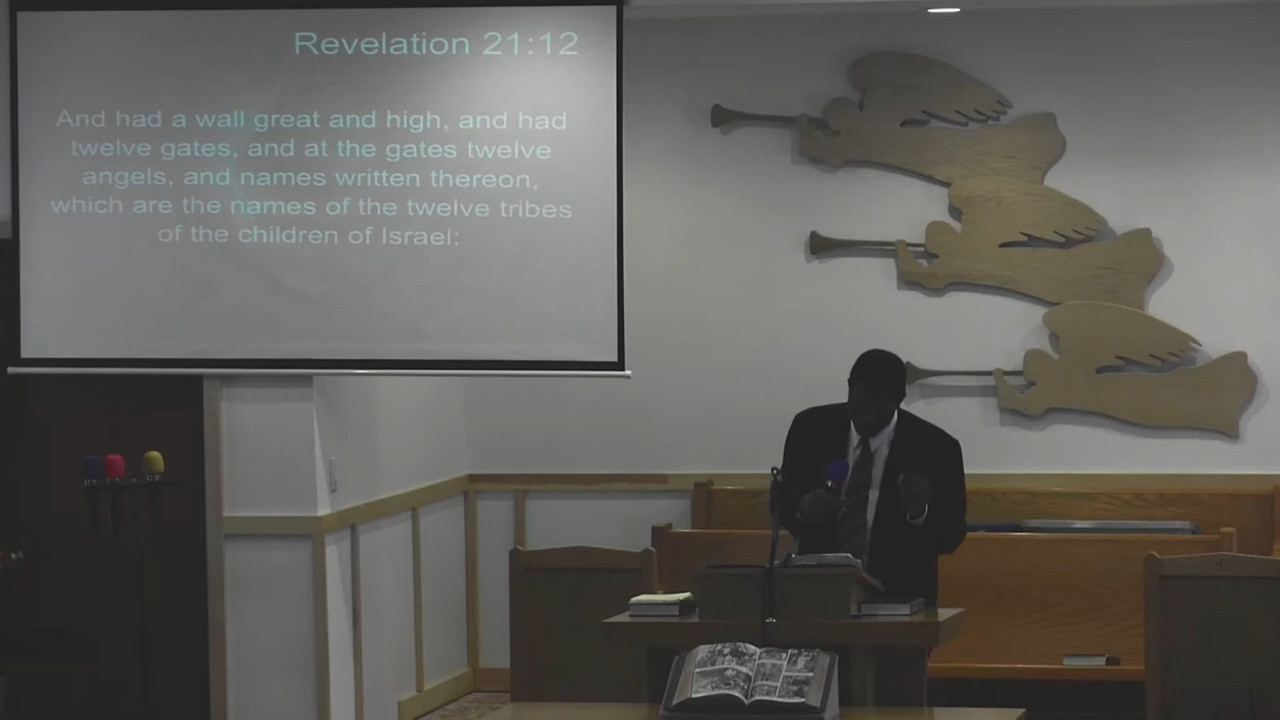 Revelation 21:12
And had a wall great and high, and had
twelve gates, and at the gates twelve
angels, and names written thereon,
which are the names of the twelve tribes
of the children of Israel: